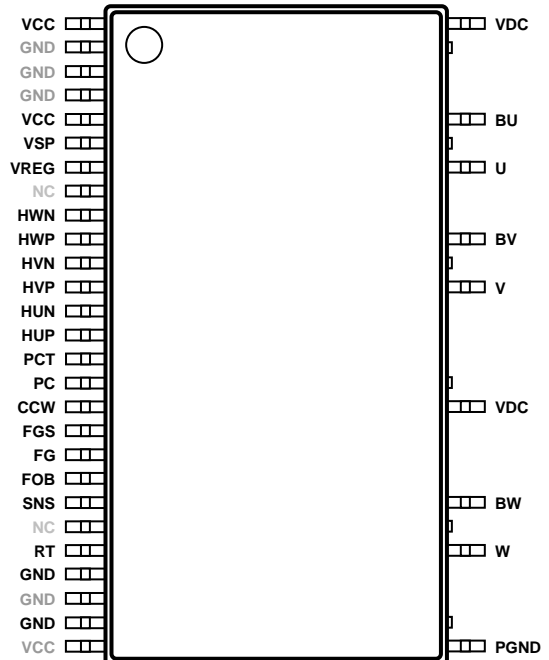 VCC
GND
GND
GND
VCC
VSP
VREG
NC
HWN
HWP
HVN
HVP
HUN
HUP
PCT
PC
CCW
FGS
FG
FOB
SNS
NC
RT
GND
GND
GND
VCC
VDC
BU
U
BV
V
VDC
BW
W
PGND